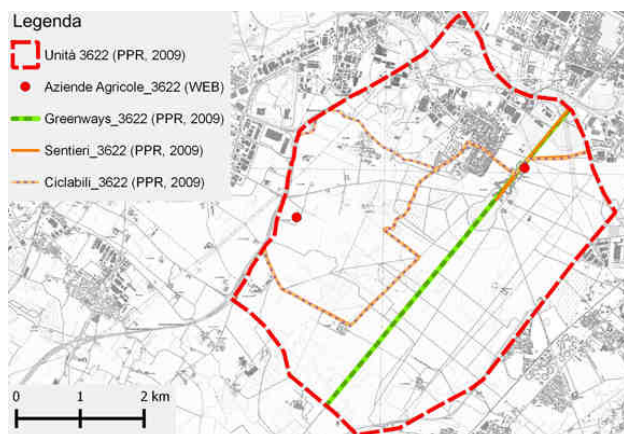 Legenda
Unità 3622 (PPR, 2009)
Aziende Agricole_3622 (WEB)
Greenways_3622 (PPR, 2009)
Sentieri_3622 (PPR, 2009)
Ciclabili_3622 (PPR, 2009)
0 1 2 km